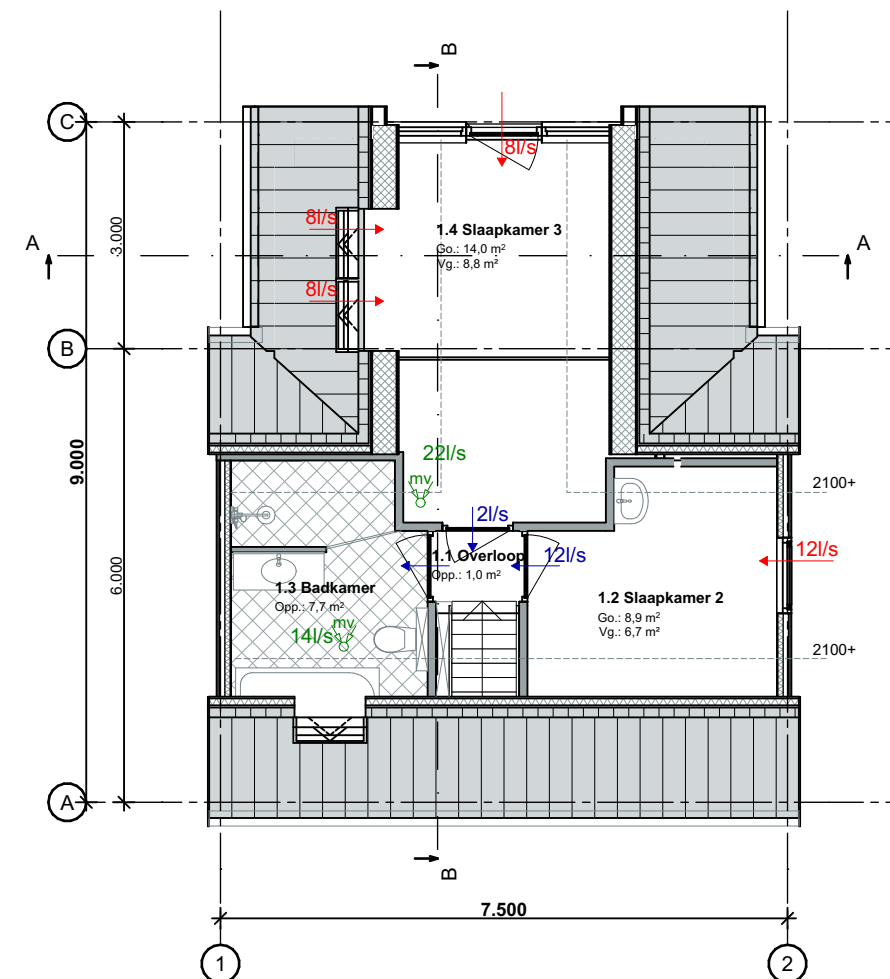 B
C
8l/s
8l/s
1.4 Slaapkamer 3
Go.: 14,0 m²
Vg.: 8,8 m²
A
A
3.000
8l/s
B
9.000
22l/s
mv
2100+
2l/s
1.1 Overloop
12l/s
Opp.: 1,0 m²
12l/s
6.000
1.3 Badkamer
Opp.: 7,7 m²
1.2 Slaapkamer 2
Go.: 8,9 m²
Vg.: 6,7 m²
mv
14l/s
2100+
A
B
7.500
1
2